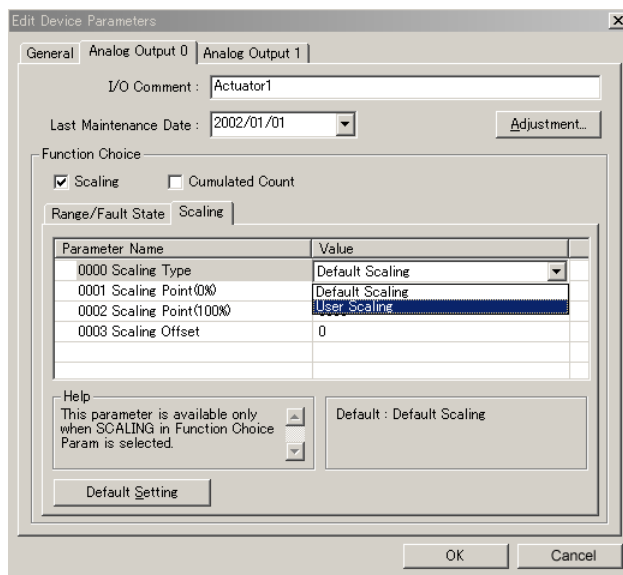 Edit Device Parameters
General Analog Output 0 Analog Output 1
I/O Comment : Actuator1
Last Maintenance Date : 2002/01/01 Adjustment...
Function Choice
Scaling Cumulated Count
Range/Fault State Scaling
Parameter Name Value
0000 Scaling Type Default Scaling
0001 Scaling Point(0%) Default Scaling
0002 Scaling Point(100%) User Scaling
0003 Scaling Offset 0
Help
This parameter is available only
when SCALING in Function Choice
Param is selected.
Default : Default Scaling
Default Setting
OK Cancel